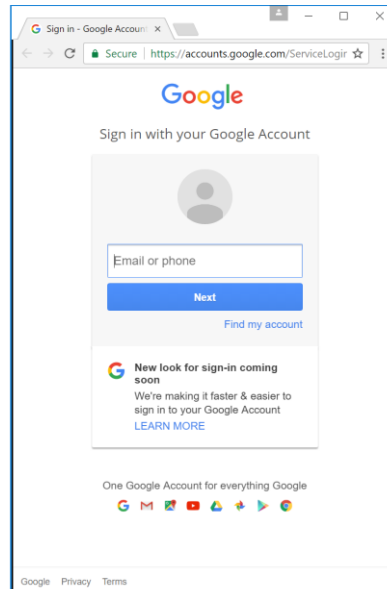 Sign in - Google Accoun
Secure | https://accounts.google.com/ServiceLogin
Google
Sign in with your Google Account
Email or phone
Next
Find my account
New look for sign-in coming
soon
We're making it faster & easier to
sign in to your Google Account
LEARN MORE
One Google Account for everything Google
Google Privacy Terms